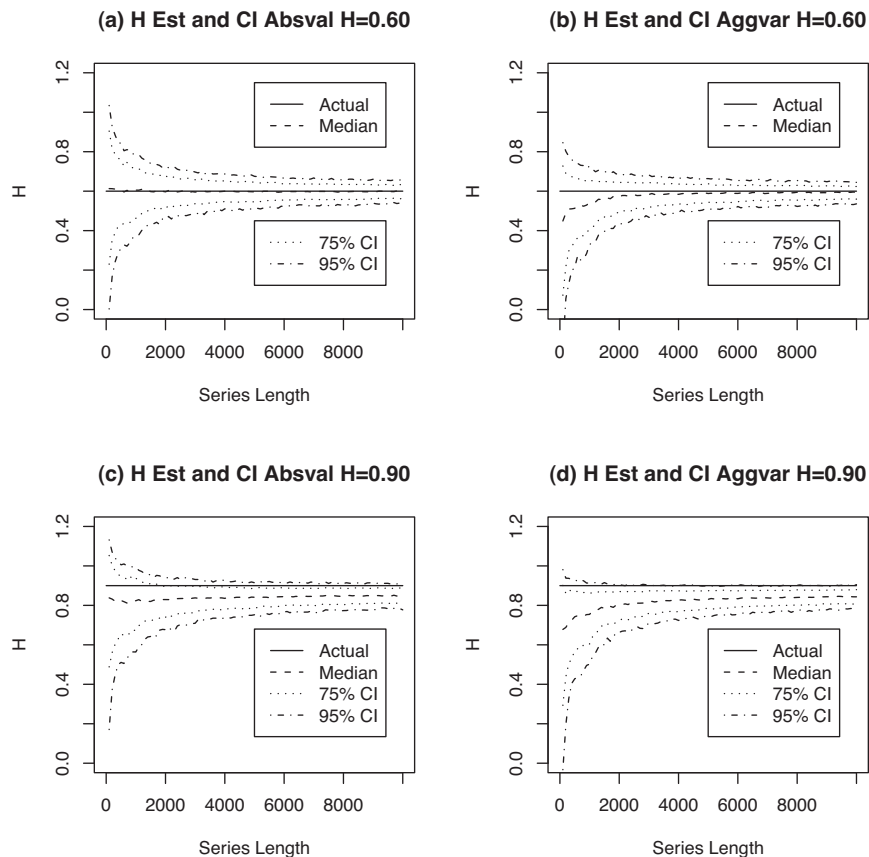 (a) H Est and CI Absval H=0.60
H
1.2
0.8
0.4
0.0
Actual
Median
75% CI
95% CI
0 2000 4000 6000 8000
Series Length
(b) H Est and CI Aggvar H=0.60
H
1.2
0.8
0.4
0.0
Actual
Median
75% CI
95% CI
0 2000 4000 6000 8000
Series Length
(c) H Est and CI Absval H=0.90
H
1.2
0.8
0.4
0.0
Actual
Median
75% CI
95% CI
0 2000 4000 6000 8000
Series Length
(d) H Est and CI Aggvar H=0.90
H
1.2
0.8
0.4
0.0
Actual
Median
75% CI
95% CI
0 2000 4000 6000 8000
Series Length